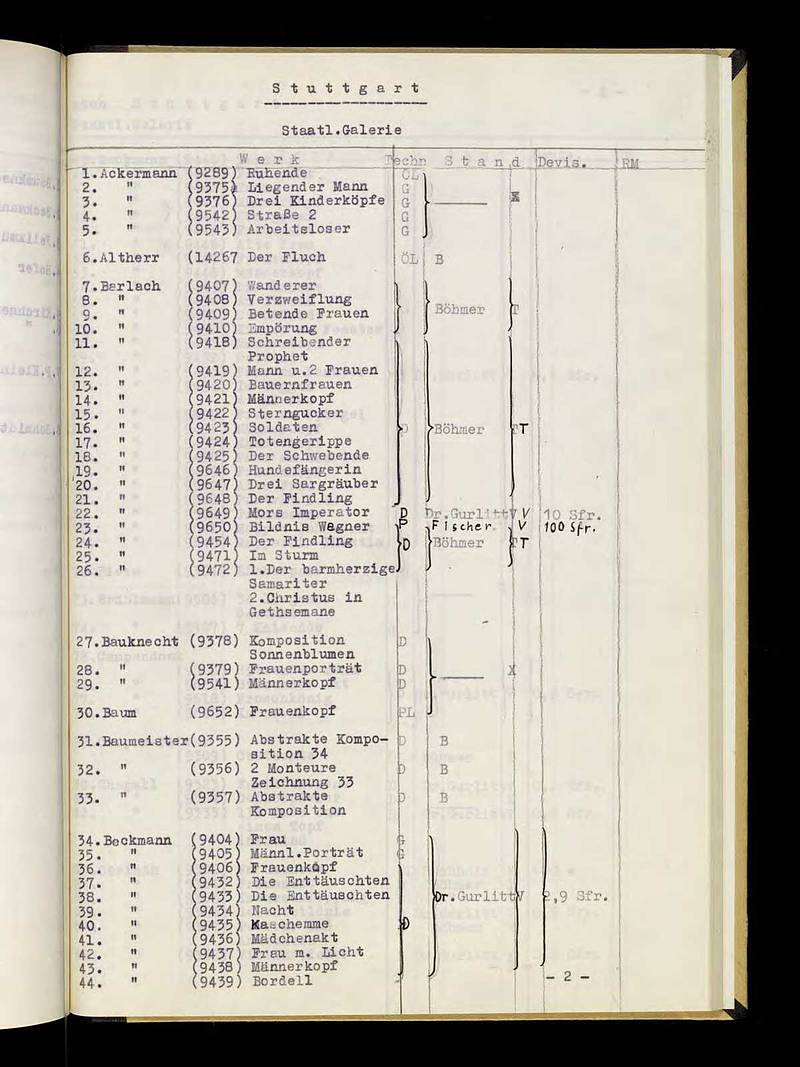 Stuttgart
Staatl.Galerie
Werk Techn Stand Devis. RM
1.Ackermann (9289) Ruhende ÖL
2. " (9375) Liegender Mann G
3. " (9376) Drei Kinderköpfe G X
4. " (9542) Straße 2 G
5. " (9543) Arbeitsloser G
6.Altherr (14267 Der Fluch ÖL B
7.Barlach (9407) Wanderer
8. " (9408) Verzweiflung
9. " (9409) Betende Frauen Böhmer T
10. " (9410) Empörung
11. " (9418) Schreibender
Prophet
12. " (9419) Mann u.2 Frauen
13. " (9420) Bauernfrauen
14. " (9421) Männerkopf
15. " (9422) Sterngucker
16. " (9423) Soldaten D Böhmer T
17. " (9424) Totengerippe
18. " (9425) Der Schwebende
19. " (9646) Hundefängerin
20. " (9647) Drei Sargräuber
21. " (9648) Der Findling
22. " (9649) Mors Imperator D Dr.Gurlitt V 10 Sfr.
23. " (9650) Bildnis Wegner P Fischer V 100 Sfr.
24. " (9454) Der Findling D Böhmer T
25. " (9471) Im Sturm
26. " (9472) 1.Der barmherzige
Samariter
2.Christus in
Gethsemane
27.Bauknecht (9378) Komposition D
Sonnenblumen
28. " (9379) Frauenporträt D X
29. " (9541) Männerkopf D
30.Baum (9652) Frauenkopf PL
31.Baumeister(9355) Abstrakte Kompo- D B
sition 34
32. " (9356) 2 Monteure D B
Zeichnung 33
33. " (9357) Abstrakte D B
Komposition
34.Beckmann (9404) Frau G
35. " (9405) Männl.Porträt G
36. " (9406) Frauenkopf
37. " (9432) Die Enttäuschten
38. " (9433) Die Enttäuschten Dr.Gurlitt V 2,9 Sfr.
39. " (9434) Nacht
40. " (9435) Kaschemme D
41. " (9436) Mädchenakt
42. " (9437) Frau m. Licht
43. " (9438) Männerkopf
44. " (9439) Bordell - 2 -